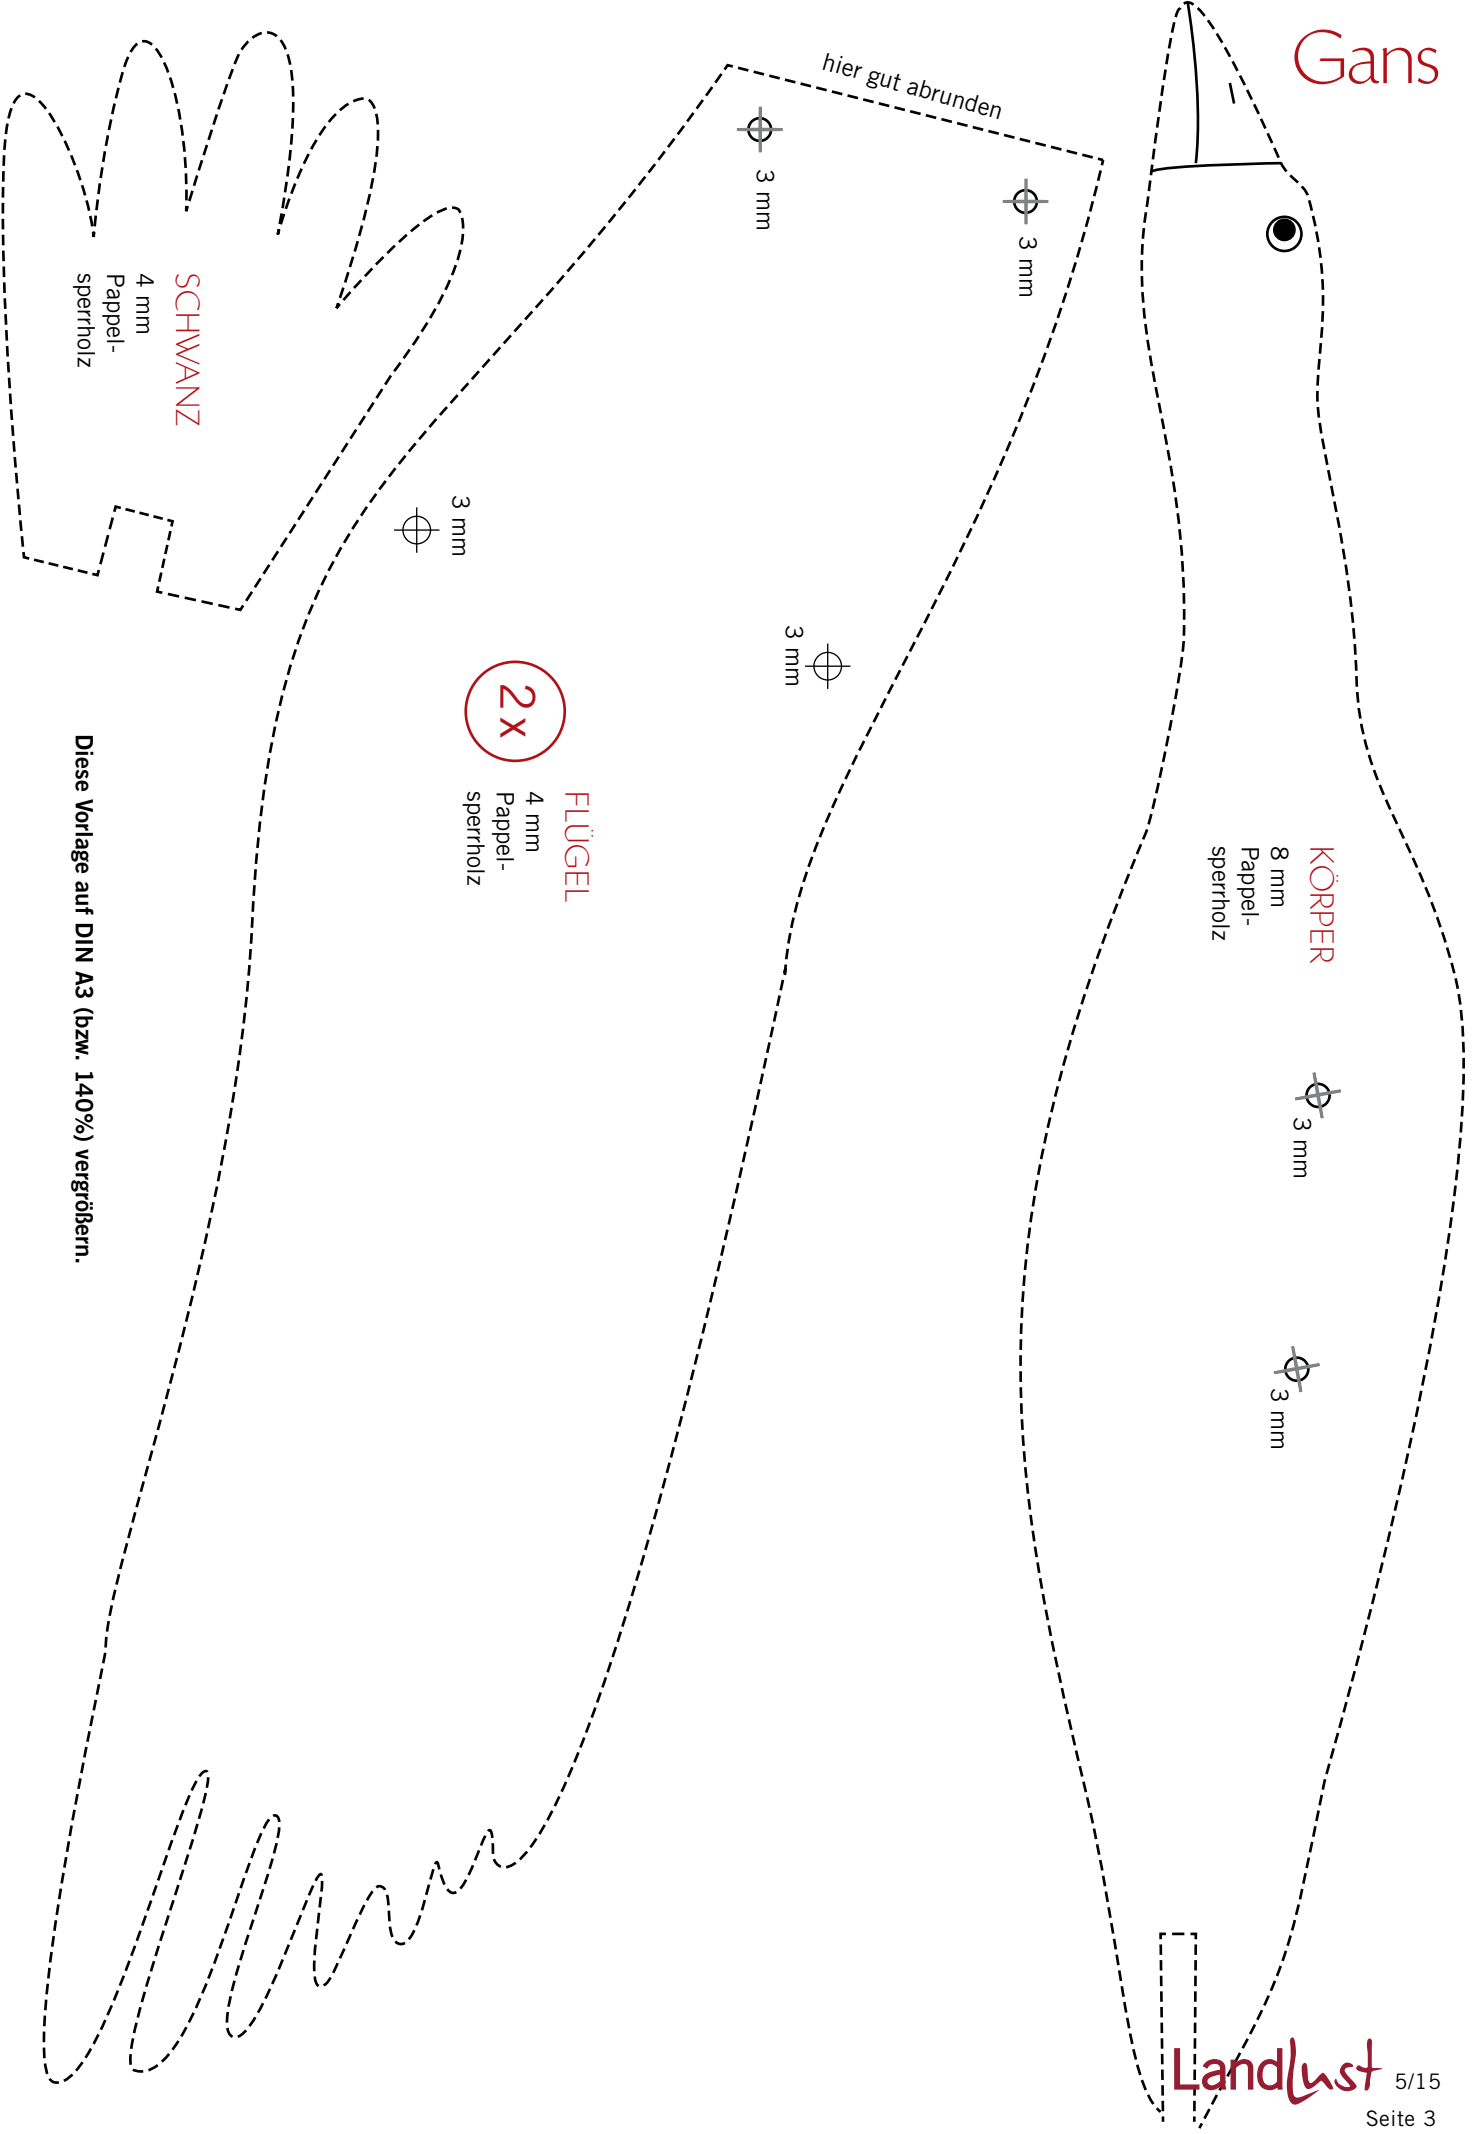 Gans
hier gut abrunden
3 mm
3 mm
SCHWANZ
4 mm
Pappel-
sperrholz
3 mm
3 mm
2x
FLÜGEL
4 mm
Pappel-
sperrholz
KÖRPER
8 mm
Pappel-
sperrholz
3 mm
3 mm
Diese Vorlage auf DIN A3 (bzw. 140%) vergrößern.
Landlust 5/15
Seite 3